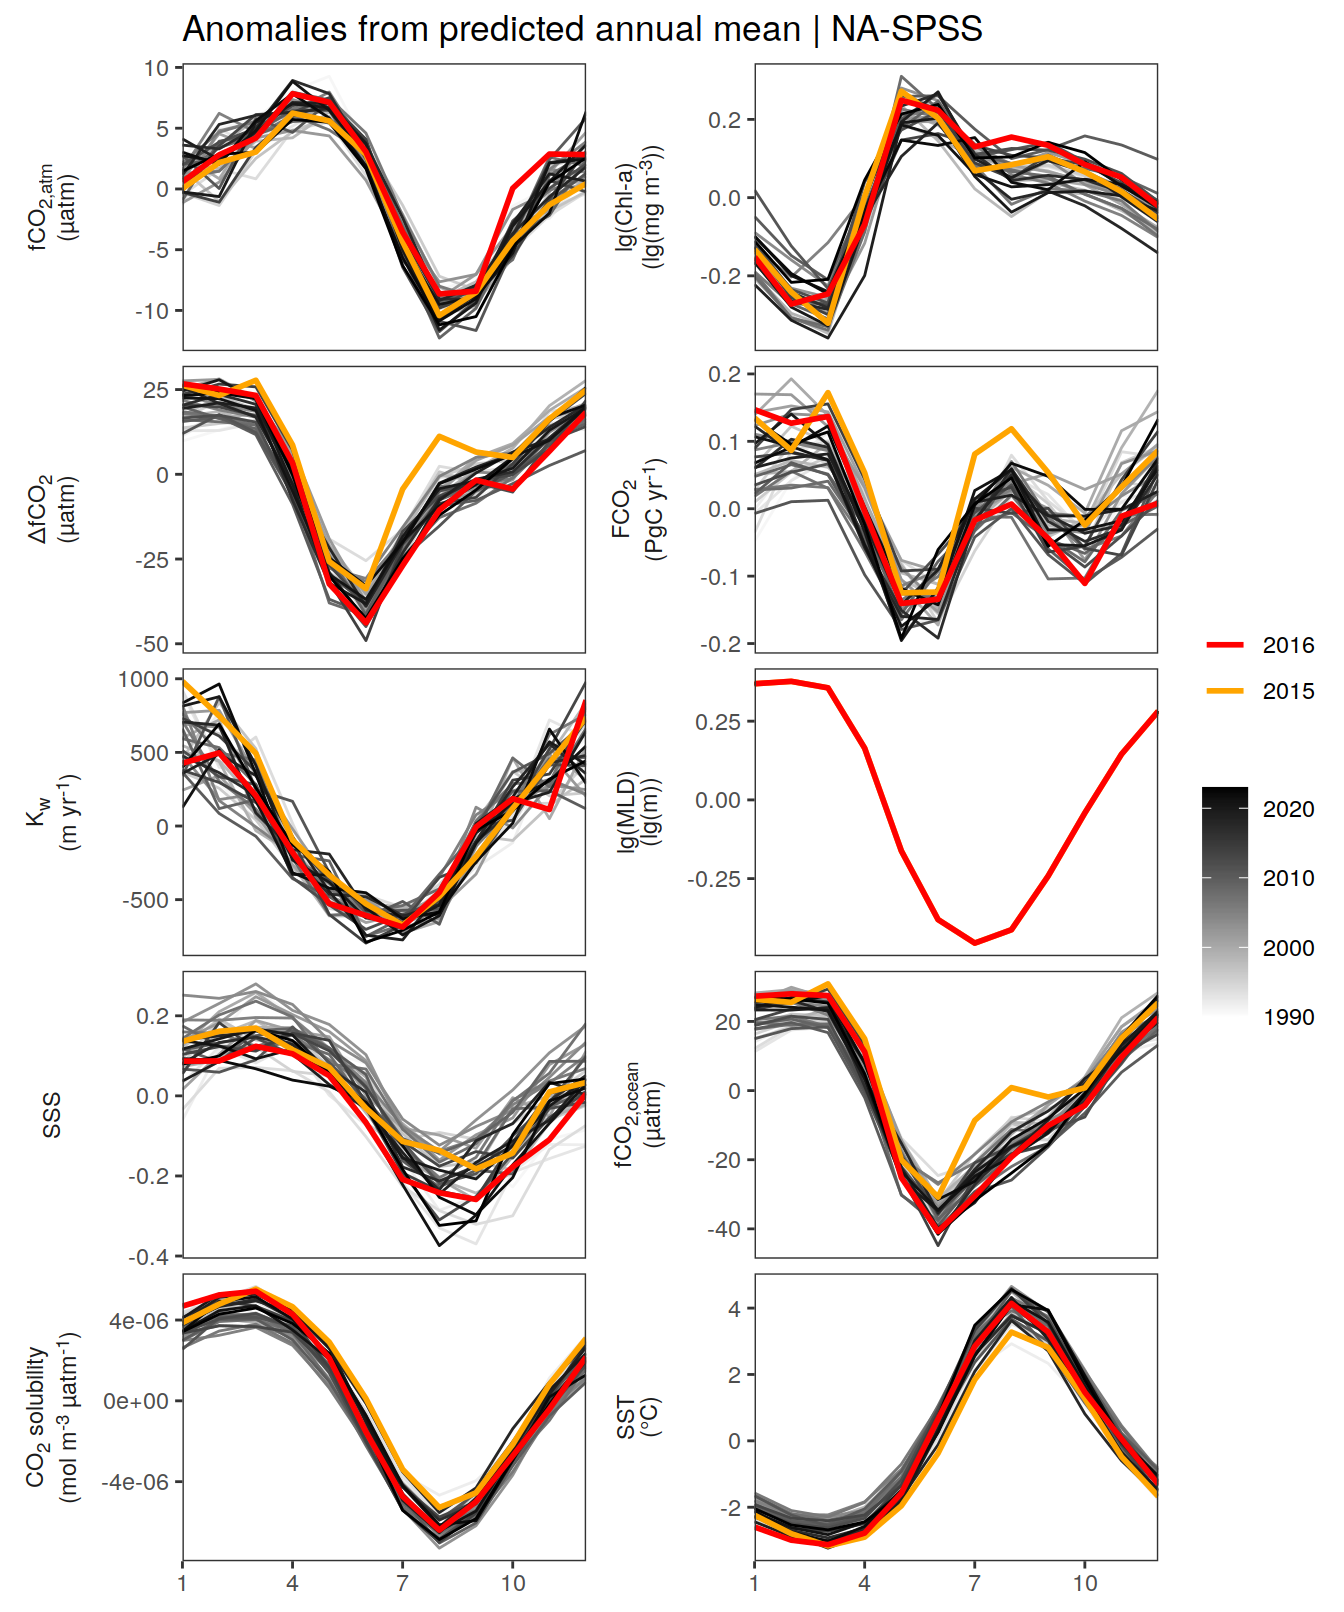 Anomalies from predicted annual mean | NA-SPSS
fCO2,atm
(µatm)
10
5
0
-5
-10
lg(Chl-a)
(lg(mg m-3))
0.2
0.0
-0.2
ΔfCO2
(µatm)
25
0
-25
-50
FCO2
(PgC yr-1)
0.2
0.1
0.0
-0.1
-0.2
Kw
(m yr-1)
1000
500
0
-500
lg(MLD)
(lg(m))
0.25
0.00
-0.25
SSS
0.2
0.0
-0.2
-0.4
fCO2,ocean
(µatm)
20
0
-20
-40
CO2 solubility
(mol m-3 µatm-1)
4e-06
0e+00
-4e-06
SST
(°C)
4
2
0
-2
1 4 7 10
1 4 7 10
2016
2015
2020
2010
2000
1990